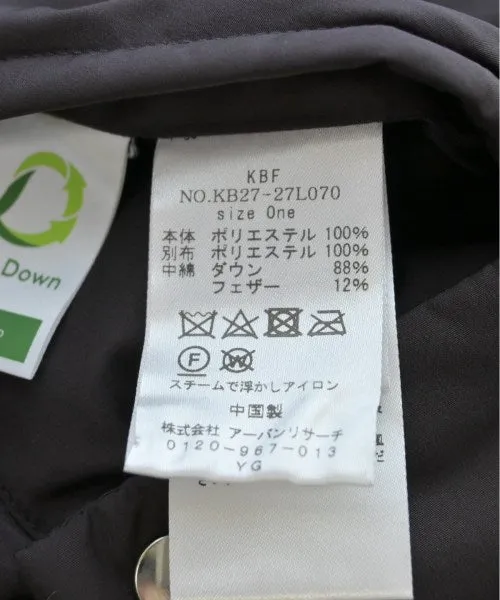 KBF
NO.KB27-27L070
size One
本体 ポリエステル 100%
別布 ポリエステル 100%
中綿 ダウン 88%
フェザー 12%
F
W
スチームで浮かしアイロン
中国製
株式会社 アーバンリサーチ
0120-967-013
YG
Down